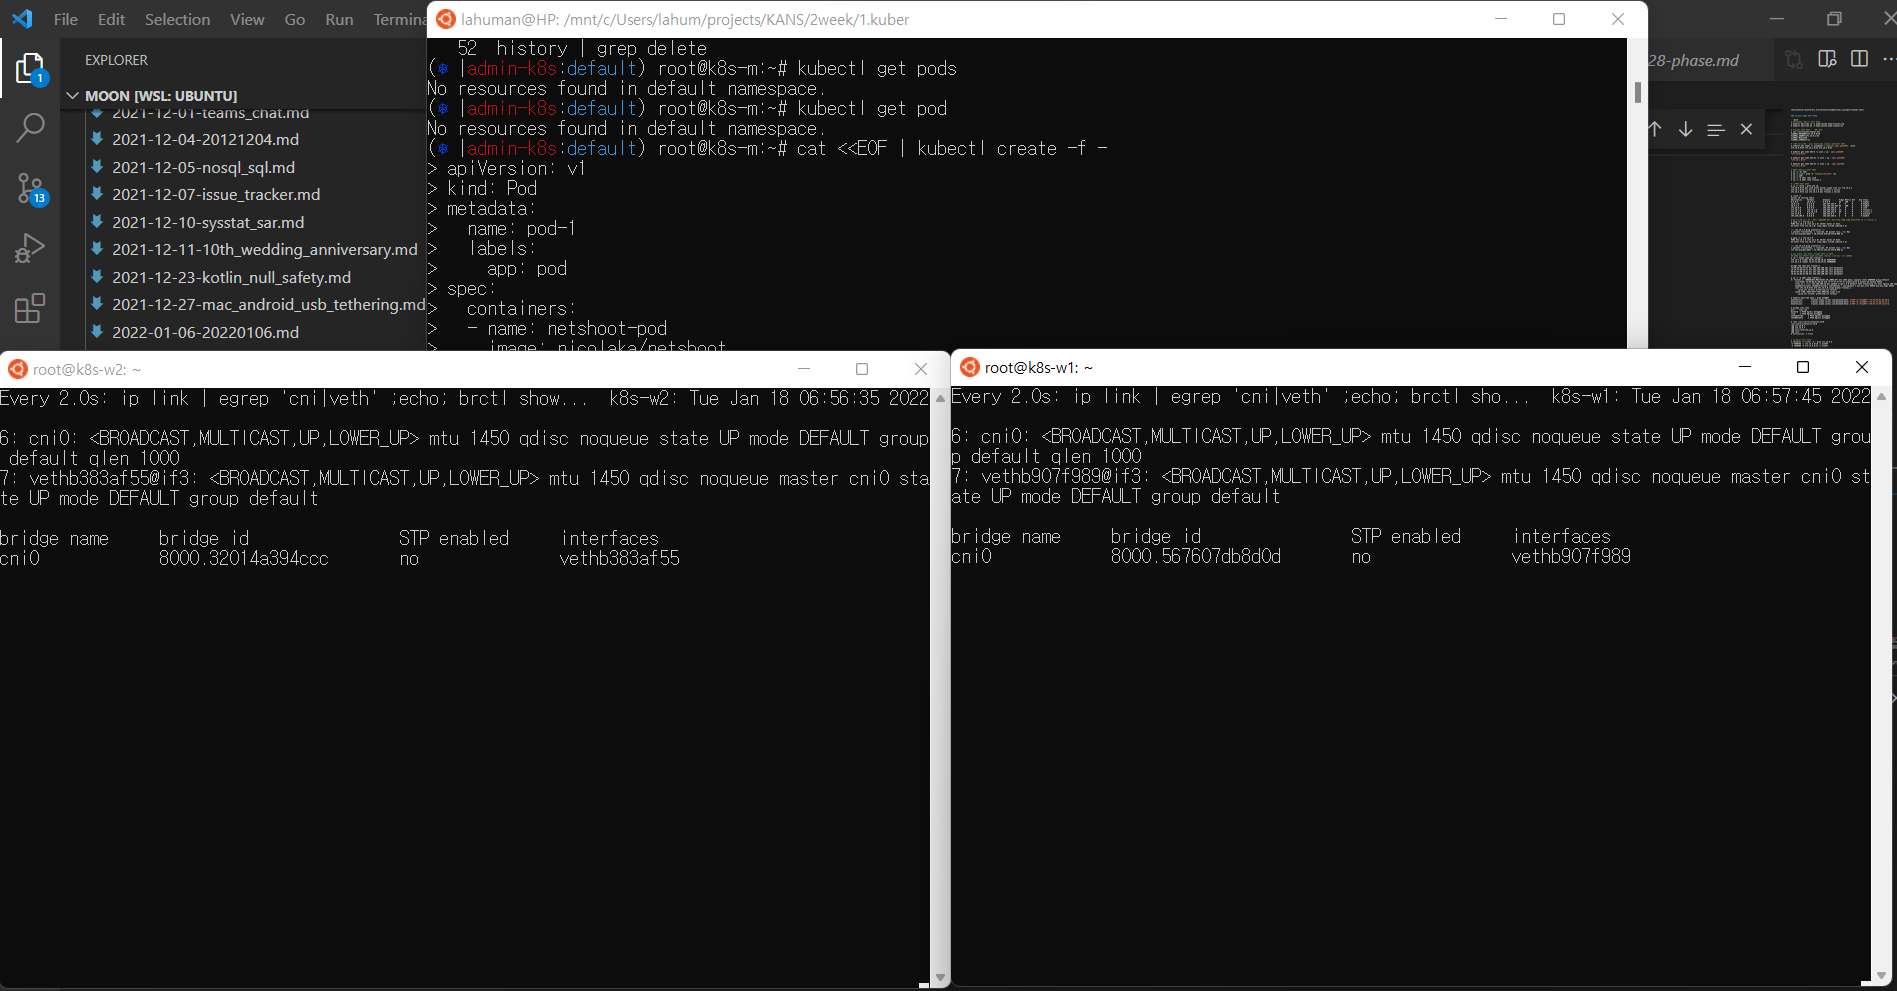 File Edit Selection View Go Run Termina
EXPLORER
MOON [WSL: UBUNTU]
2021-12-01-teams_chat.md
2021-12-04-20121204.md
2021-12-05-nosql_sql.md
2021-12-07-issue_tracker.md
2021-12-10-sysstat_sar.md
2021-12-11-10th_wedding_anniversary.md
2021-12-23-kotlin_null_safety.md
2021-12-27-mac_android_usb_tethering.md
2022-01-06-20220106.md
1
13
28-phase.md
lahuman@HP: /mnt/c/Users/lahum/projects/KANS/2week/1.kuber
52 history | grep delete
(⎈ |admin-k8s:default) root@k8s-m:~# kubectl get pods
No resources found in default namespace.
(⎈ |admin-k8s:default) root@k8s-m:~# kubectl get pod
No resources found in default namespace.
(⎈ |admin-k8s:default) root@k8s-m:~# cat <<EOF | kubectl create -f -
> apiVersion: v1
> kind: Pod
> metadata:
>   name: pod-1
>   labels:
>     app: pod
> spec:
>   containers:
>   - name: netshoot-pod
>     image: nicolaka/netshoot
root@k8s-w2: ~
Every 2.0s: ip link | egrep 'cni|veth' ;echo; brctl show... k8s-w2: Tue Jan 18 06:56:35 2022
6: cni0: <BROADCAST,MULTICAST,UP,LOWER_UP> mtu 1450 qdisc noqueue state UP mode DEFAULT group
default qlen 1000
7: vethb383af55@if3: <BROADCAST,MULTICAST,UP,LOWER_UP> mtu 1450 qdisc noqueue master cni0 sta
te UP mode DEFAULT group default
bridge name bridge id STP enabled interfaces
cni0 8000.32014a394ccc no vethb383af55
root@k8s-w1: ~
Every 2.0s: ip link | egrep 'cni|veth' ;echo; brctl sho... k8s-w1: Tue Jan 18 06:57:45 2022
6: cni0: <BROADCAST,MULTICAST,UP,LOWER_UP> mtu 1450 qdisc noqueue state UP mode DEFAULT grou
p default qlen 1000
7: vethb907f989@if3: <BROADCAST,MULTICAST,UP,LOWER_UP> mtu 1450 qdisc noqueue master cni0 st
ate UP mode DEFAULT group default
bridge name bridge id STP enabled interfaces
cni0 8000.567607db8d0d no vethb907f989